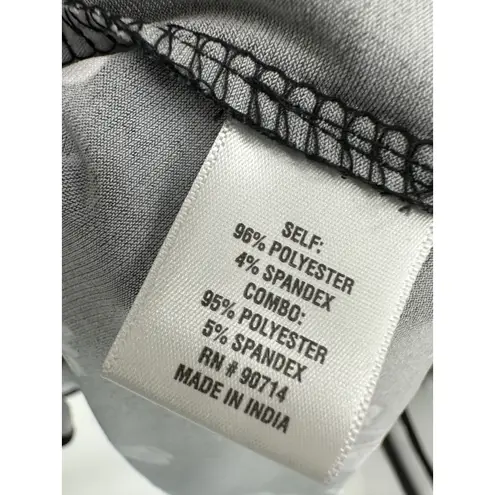 SELF:
96% POLYESTER
4% SPANDEX
COMBO:
95% POLYESTER
5% SPANDEX
RN # 90714
MADE IN INDIA